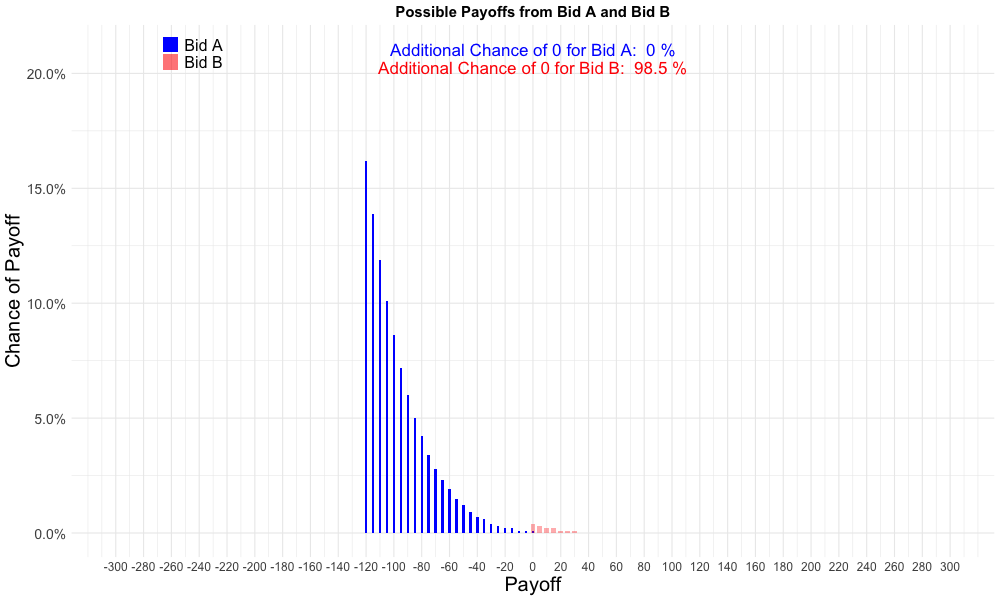 Possible Payoffs from Bid A and Bid B
Bid A
Bid B
Additional Chance of 0 for Bid A:  0 %
Additional Chance of 0 for Bid B:  98.5 %
Chance of Payoff
20.0%
15.0%
10.0%
5.0%
0.0%
-300 -280 -260 -240 -220 -200 -180 -160 -140 -120 -100 -80 -60 -40 -20 0 20 40 60 80 100 120 140 160 180 200 220 240 260 280 300
Payoff